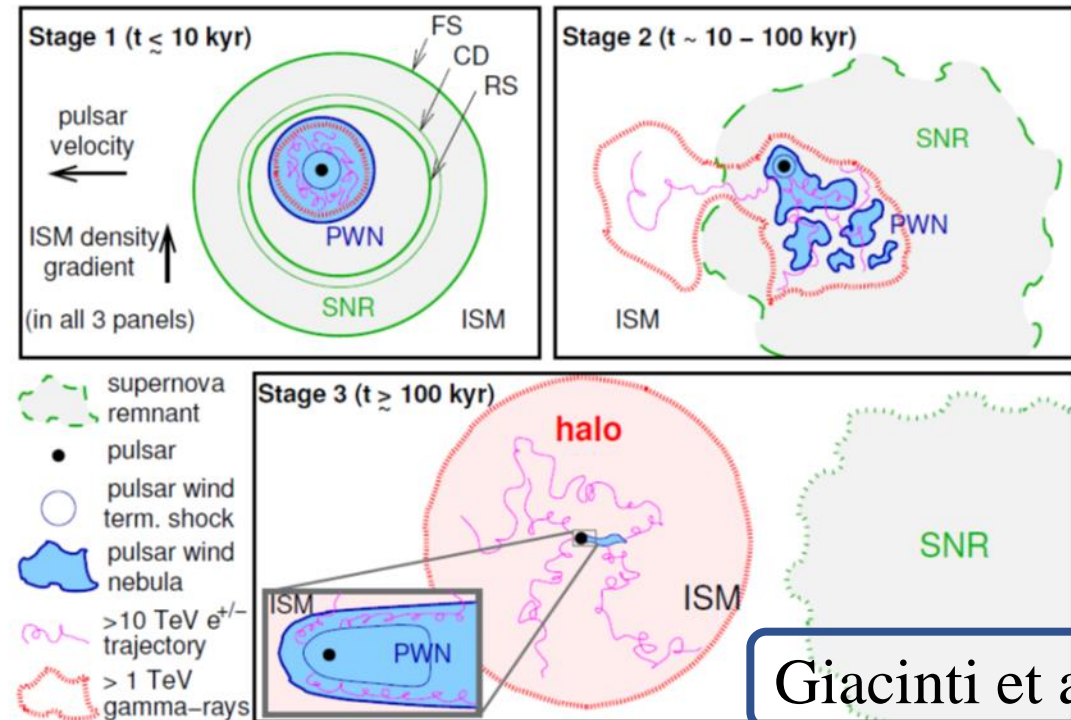 Stage 1 (t ≲ 10 kyr)
FS
CD
RS
pulsar
velocity
ISM density
gradient
(in all 3 panels)
PWN
SNR
ISM
Stage 2 (t ~ 10 – 100 kyr)
SNR
PWN
ISM
supernova
remnant
pulsar
pulsar wind
term. shock
pulsar wind
nebula
>10 TeV e+/−
trajectory
> 1 TeV
gamma−rays
Stage 3 (t ≳ 100 kyr)
halo
ISM
SNR
ISM
PWN
Giacinti et a